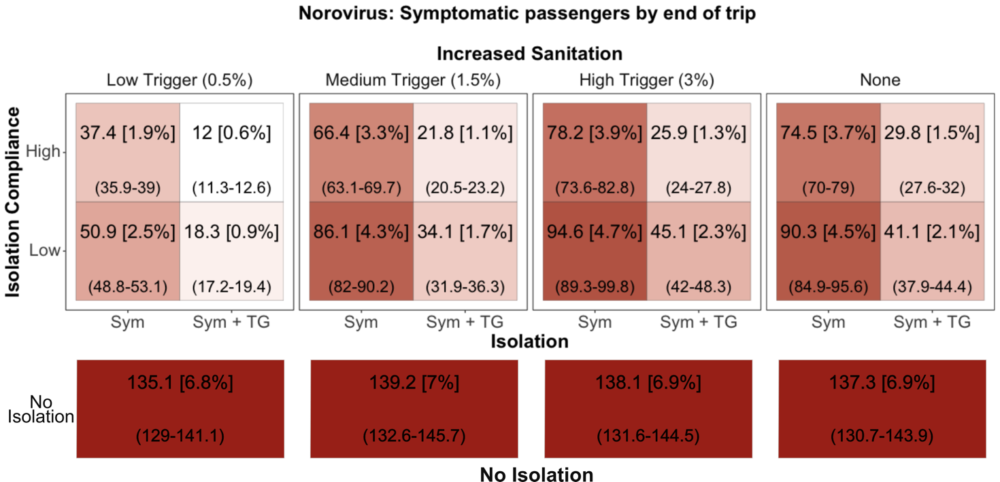 Norovirus: Symptomatic passengers by end of trip
Increased Sanitation
Low Trigger (0.5%) Medium Trigger (1.5%) High Trigger (3%) None
Isolation Compliance
High 37.4 [1.9%] 12 [0.6%] 66.4 [3.3%] 21.8 [1.1%] 78.2 [3.9%] 25.9 [1.3%] 74.5 [3.7%] 29.8 [1.5%]
(35.9-39) (11.3-12.6) (63.1-69.7) (20.5-23.2) (73.6-82.8) (24-27.8) (70-79) (27.6-32)
Low 50.9 [2.5%] 18.3 [0.9%] 86.1 [4.3%] 34.1 [1.7%] 94.6 [4.7%] 45.1 [2.3%] 90.3 [4.5%] 41.1 [2.1%]
(48.8-53.1) (17.2-19.4) (82-90.2) (31.9-36.3) (89.3-99.8) (42-48.3) (84.9-95.6) (37.9-44.4)
Sym Sym + TG Sym Sym + TG Sym Sym + TG Sym Sym + TG
Isolation
No
Isolation
135.1 [6.8%] 139.2 [7%] 138.1 [6.9%] 137.3 [6.9%]
(129-141.1) (132.6-145.7) (131.6-144.5) (130.7-143.9)
No Isolation